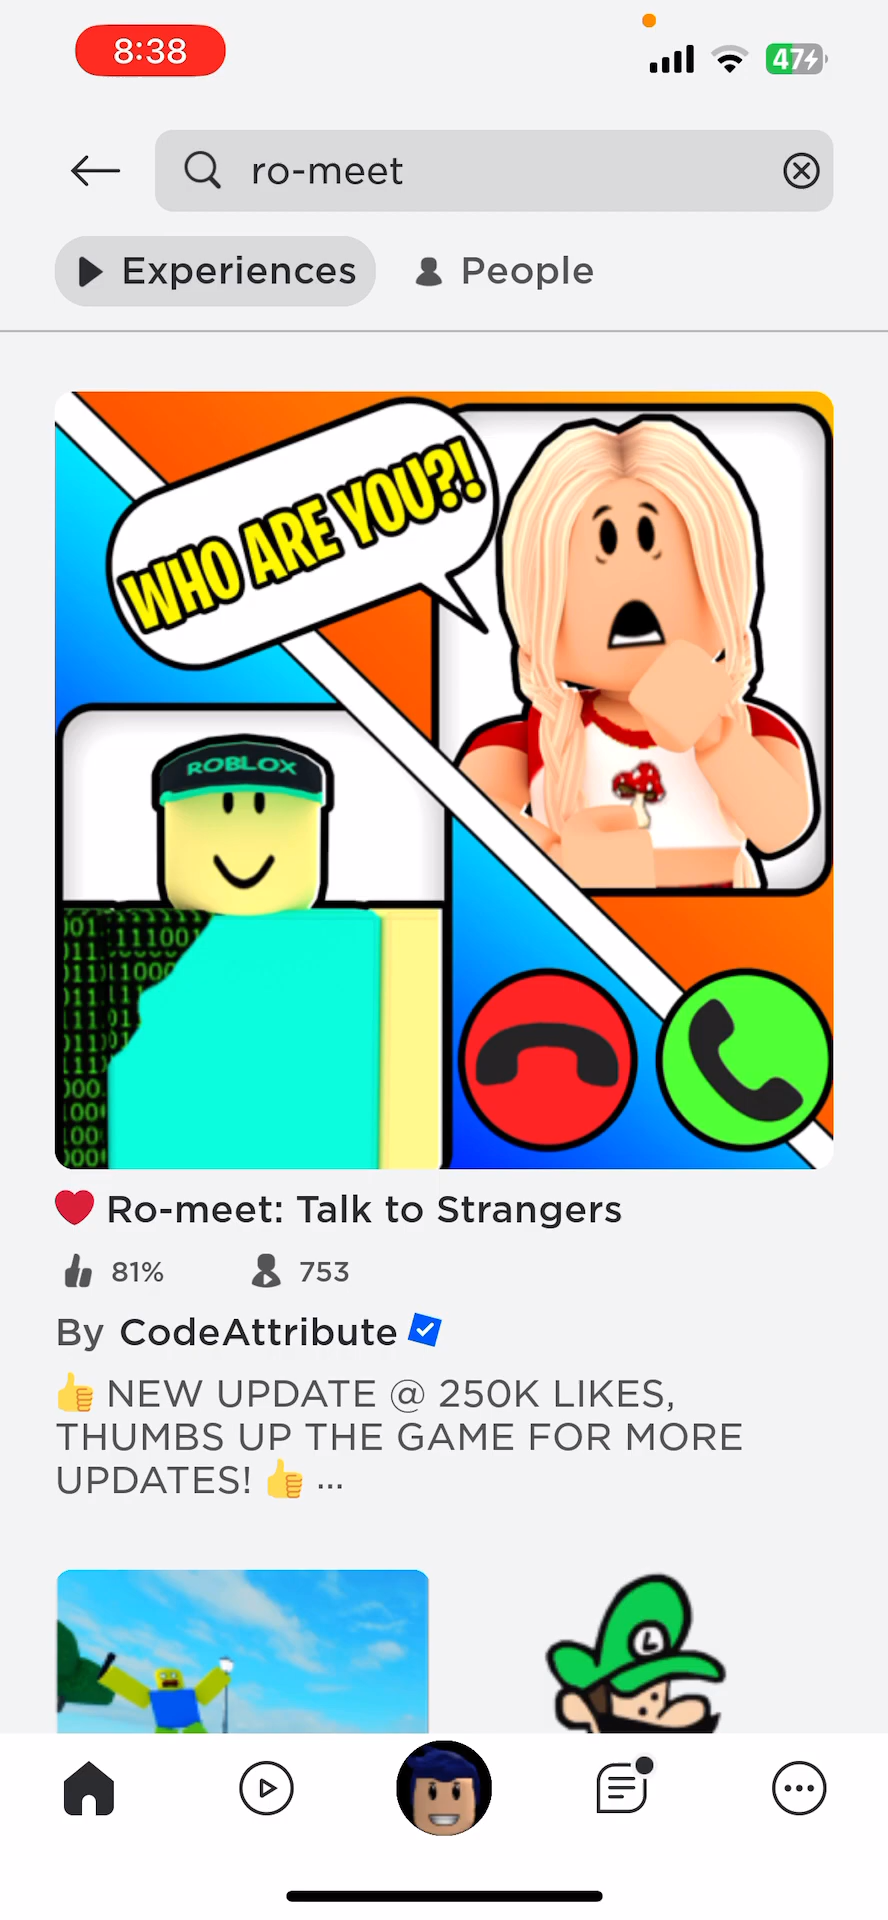 8:38
47
ro-meet
Experiences
People
WHO ARE YOU?!
ROBLOX
L
❤️ Ro-meet: Talk to Strangers
81%
753
By CodeAttribute
👍 NEW UPDATE @ 250K LIKES,
THUMBS UP THE GAME FOR MORE
UPDATES! 👍 ...